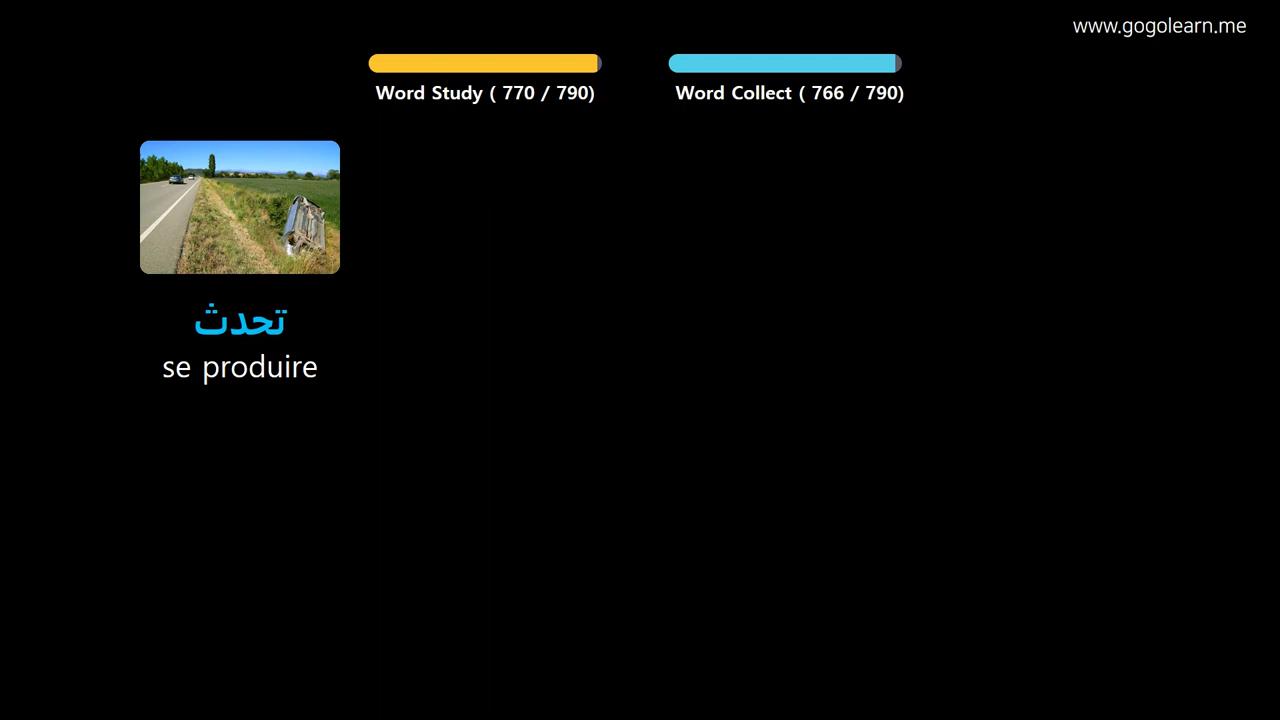 www.gogolearn.me
Word Study ( 770 / 790)
Word Collect ( 766 / 790)
تحدث
se produire